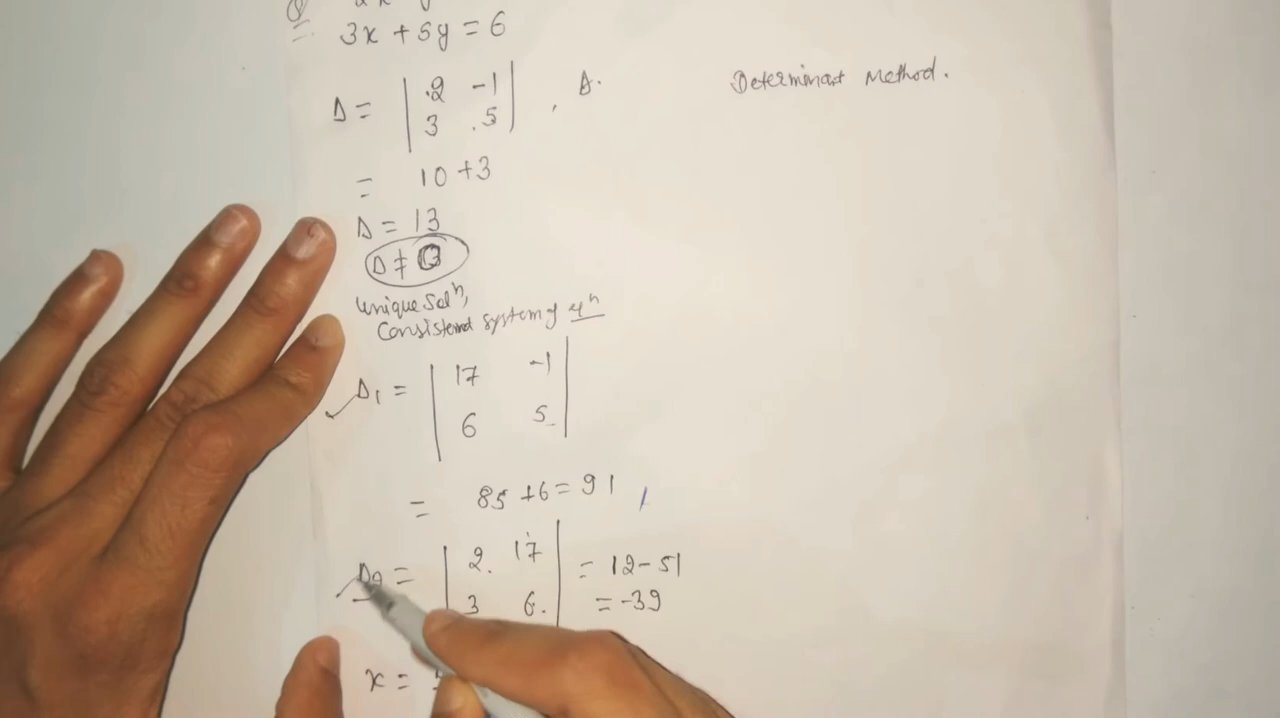 3x + 5y = 6
Determinant Method.
Δ = | 2 -1 |
| 3 5 | , Δ.
= 10 + 3
Δ = 13
Δ ≠ 0
Unique Solⁿ,
Consistend system of eqⁿ
Δ₁ = | 17 -1 |
| 6 5 |
= 85 + 6 = 91
Δ₂ = | 2 17 | = 12 - 51
| 3 6 | = -39
x =